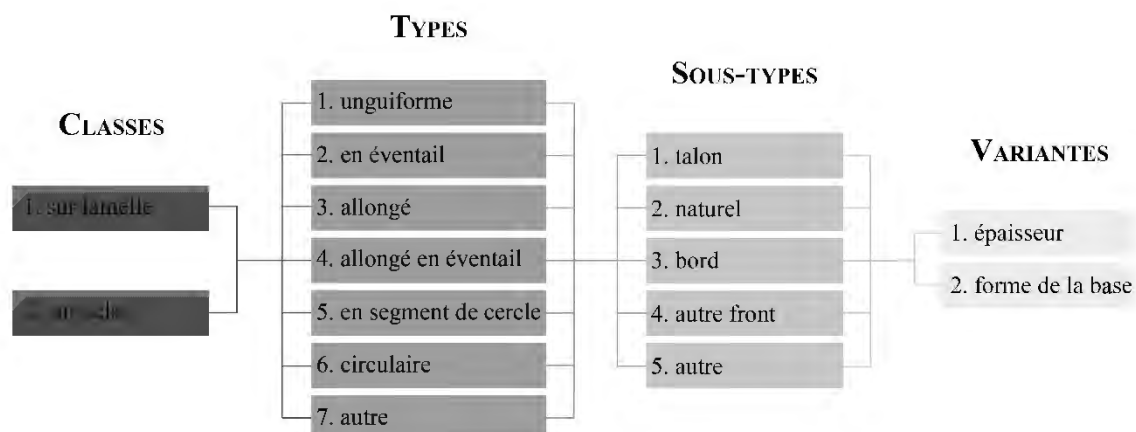 CLASSES
1. sur lamelle
TYPES
1. unguiforme
2. en éventail
3. allongé
4. allongé en éventail
5. en segment de cercle
6. circulaire
7. autre
SOUS-TYPES
1. talon
2. naturel
3. bord
4. autre front
5. autre
VARIANTES
1. épaisseur
2. forme de la base